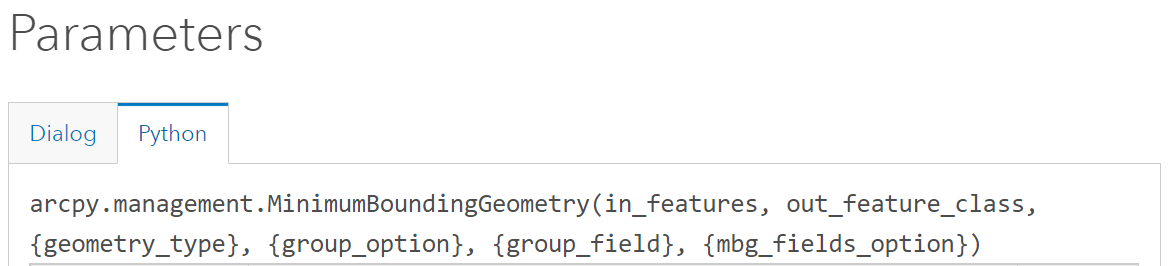 Parameters
Dialog
Python
arcpy.management.MinimumBoundingGeometry(in_features, out_feature_class,
{geometry_type}, {group_option}, {group_field}, {mbg_fields_option})